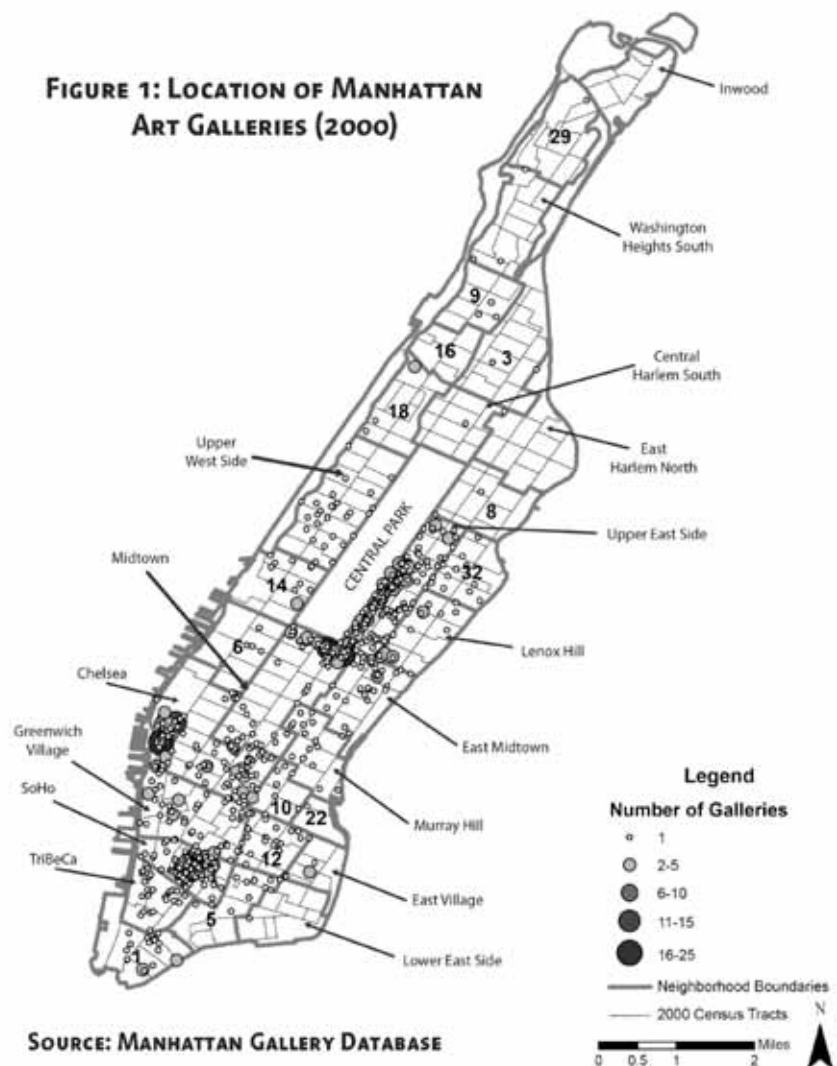 FIGURE 1: LOCATION OF MANHATTAN
ART GALLERIES (2000)
Inwood
29
Washington
Heights South
9
16
3
Central
Harlem South
18
Upper
West Side
East
Harlem North
8
CENTRAL PARK
Upper East Side
Midtown
32
14
6
Lenox Hill
Chelsea
East Midtown
Greenwich
Village
SoHo
10
22
Murray Hill
TriBeCa
12
East Village
5
Lower East Side
1
Legend
Number of Galleries
1
2-5
6-10
11-15
16-25
Neighborhood Boundaries
2000 Census Tracts
N
Miles
0 0.5 1 2
SOURCE: MANHATTAN GALLERY DATABASE